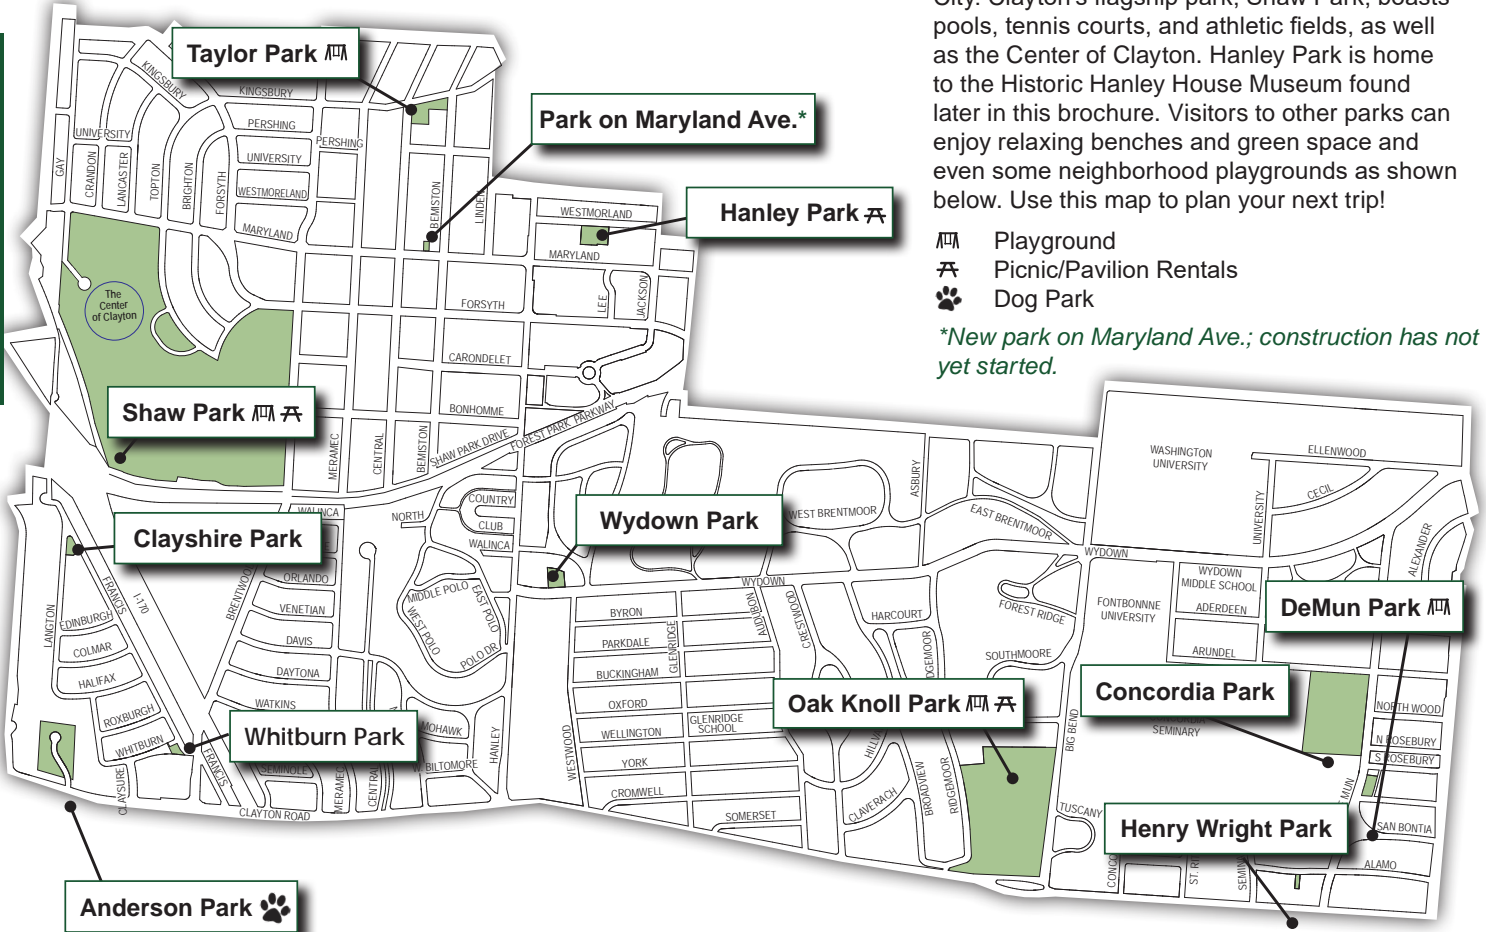 City. Clayton's flagship park, Shaw Park, boasts
pools, tennis courts, and athletic fields, as well
as the Center of Clayton. Hanley Park is home
to the Historic Hanley House Museum found
later in this brochure. Visitors to other parks can
enjoy relaxing benches and green space and
even some neighborhood playgrounds as shown
below. Use this map to plan your next trip!
Playground
Picnic/Pavilion Rentals
Dog Park
*New park on Maryland Ave.; construction has not
yet started.
Taylor Park
Park on Maryland Ave.*
Hanley Park
Shaw Park
Clayshire Park
Wydown Park
DeMun Park
Concordia Park
Oak Knoll Park
Whitburn Park
Henry Wright Park
Anderson Park
The
Center
of Clayton
KINGSBURY
KINGSBURY
PERSHING
PERSHING
UNIVERSITY
UNIVERSITY
WESTMORELAND
MARYLAND
GAY
CRANDON
LANCASTER
TOPTON
BRIGHTON
FORSYTH
BEMISTON
LINDEN
WESTMORLAND
MARYLAND
LEE
JACKSON
FORSYTH
CARONDELET
BONHOMME
MERAMEC
CENTRAL
BEMISTON
SHAW PARK DRIVE
FOREST PARK PARKWAY
COUNTRY
CLUB
WALINCA
NORTH
WALINCA
ORLANDO
VENETIAN
DAVIS
DAYTONA
WATKINS
BRENTWOOD
LANGTON
FRANCIS
I-170
EDINBURGH
COLMAR
HALIFAX
ROXBURGH
WHITBURN
CLAYSURE
FRANCIS
SEMINOLE
CLAYTON ROAD
MERAMEC
CENTRAL
MOHAWK
W. BILTOMORE
HANLEY
MIDDLE POLO
WEST POLO
EAST POLO
POLO DR
WESTWOOD
BYRON
PARKDALE
BUCKINGHAM
OXFORD
WELLINGTON
YORK
CROMWELL
SOMERSET
GLENRIDGE
GLENRIDGE
SCHOOL
AUDUBON
CRESTWOOD
WYDOWN
HARCOURT
WEST BRENTMOOR
ASBURY
EAST BRENTMOOR
WYDOWN
FOREST RIDGE
SOUTHMOORE
CLAVERACH
BROADVIEW
RIDGEMOOR
BIG BEND
TUSCANY
WASHINGTON
UNIVERSITY
ELLENWOOD
CECIL
UNIVERSITY
ALEXANDER
WYDOWN
MIDDLE SCHOOL
ADERDEEN
FONTBONNNE
UNIVERSITY
ARUNDEL
SEMINARY
NORTH WOOD
N ROSEBURY
S ROSEBURY
SAN BONTIA
ALAMO